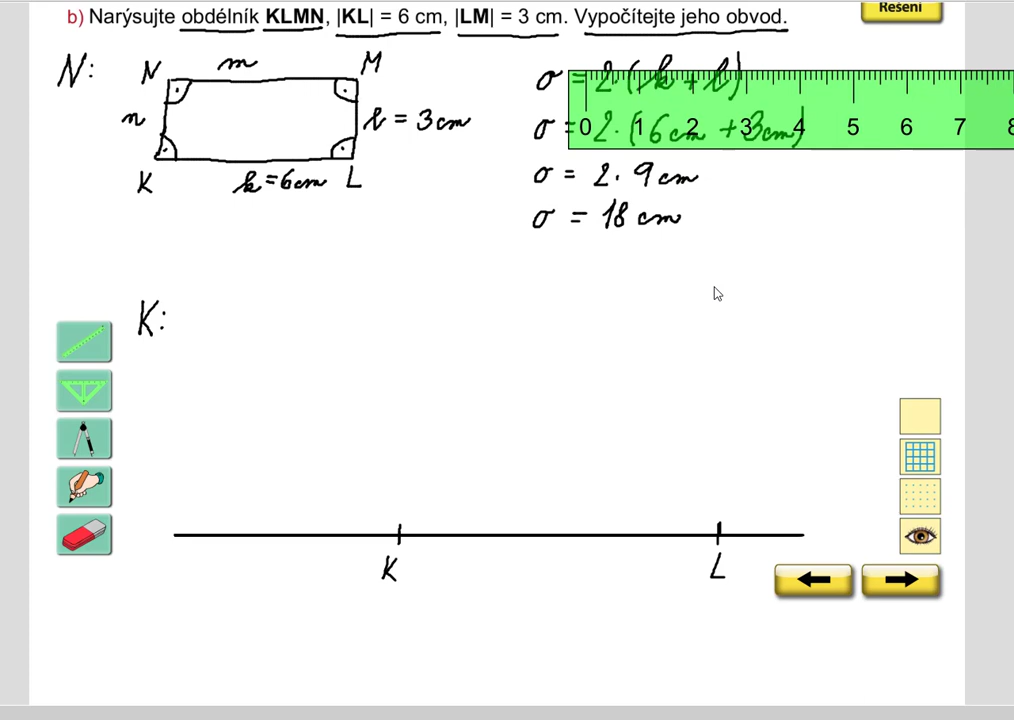 b) Narýsujte obdélník KLMN, |KL| = 6 cm, |LM| = 3 cm. Vypočítejte jeho obvod.
Řešení
N:
N m M
n l = 3 cm
K k = 6 cm L
σ = 2·(k + l)
σ = 2·(6 cm + 3 cm)
0 1 2 3 4 5 6 7 8
σ = 2·9 cm
σ = 18 cm
K:
K L